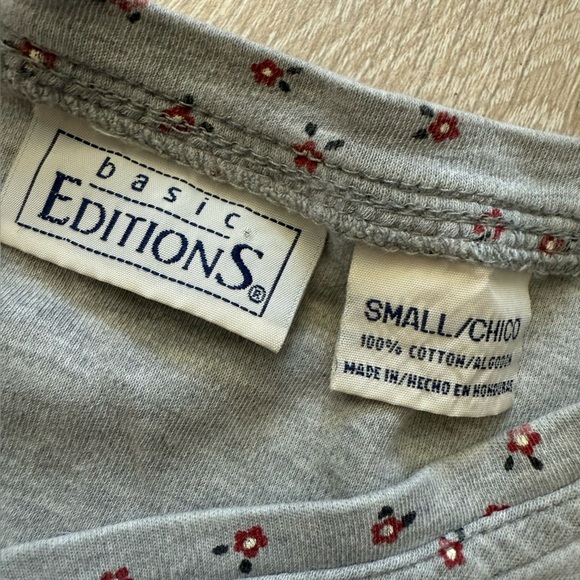 basic
EDITIONS®
SMALL/CHICO
100% COTTON/ALGODON
MADE IN/HECHO EN HONDURAS